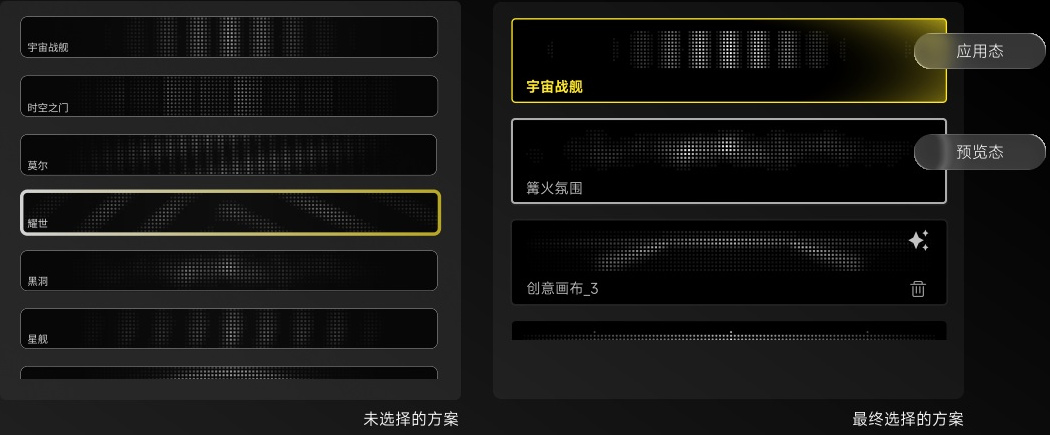 宇宙战舰
时空之门
莫尔
耀世
黑洞
星舰
未选择的方案
宇宙战舰
应用态
篝火氛围
预览态
创意画布_3
最终选择的方案